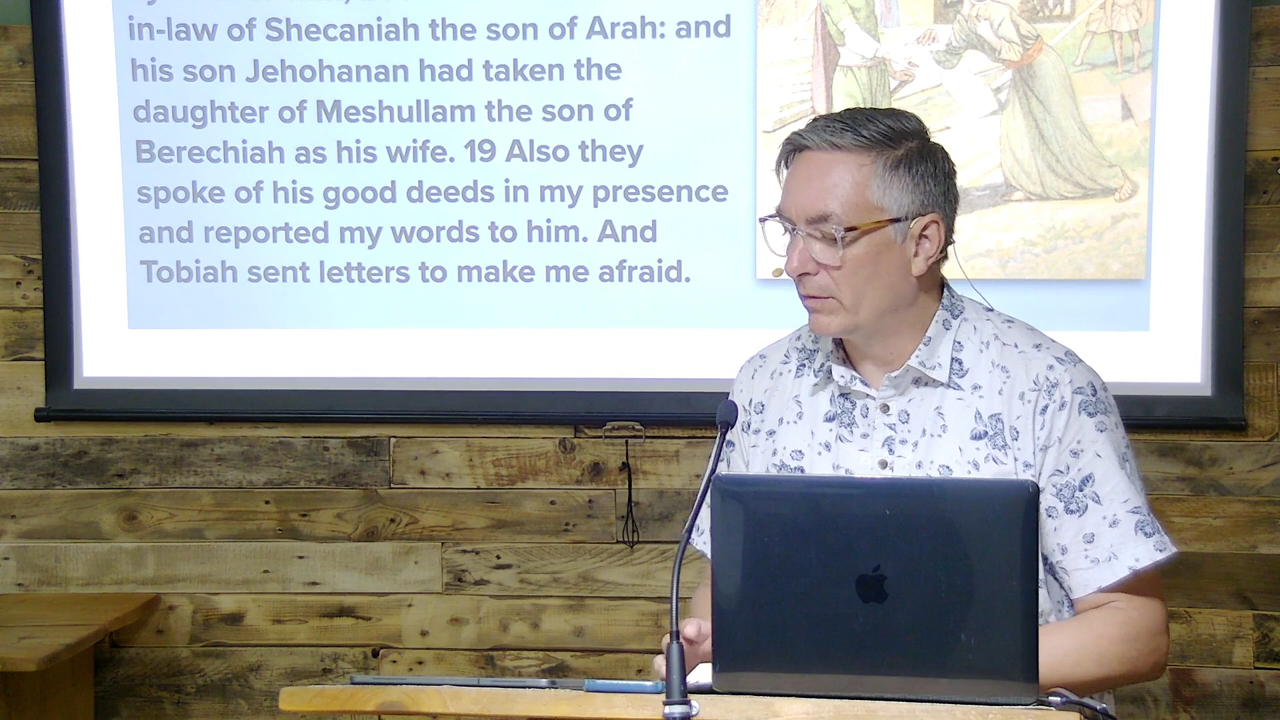 in-law of Shecaniah the son of Arah: and
his son Jehohanan had taken the
daughter of Meshullam the son of
Berechiah as his wife. 19 Also they
spoke of his good deeds in my presence
and reported my words to him. And
Tobiah sent letters to make me afraid.